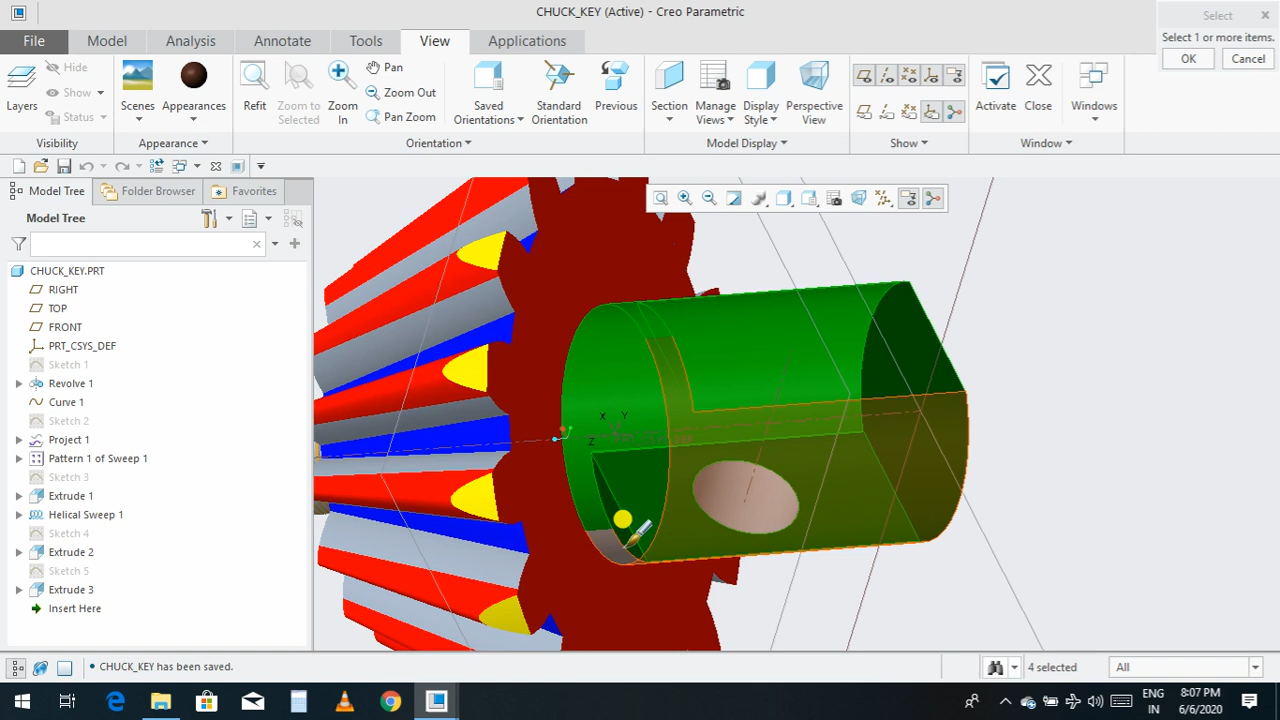 CHUCK_KEY (Active) - Creo Parametric
Select
Select 1 or more items.
OK Cancel
File Model Analysis Annotate Tools View Applications
Layers
Hide
Show
Status
Visibility
Scenes
Appearances
Appearance
Refit
Zoom to Selected
Zoom In
Pan
Zoom Out
Pan Zoom
Saved Orientations
Standard Orientation
Previous
Orientation
Section
Manage Views
Display Style
Perspective View
Model Display
Show
Activate
Close
Windows
Window
Model Tree Folder Browser Favorites
Model Tree
CHUCK_KEY.PRT
RIGHT
TOP
FRONT
PRT_CSYS_DEF
Sketch 1
Revolve 1
Curve 1
Sketch 2
Project 1
Pattern 1 of Sweep 1
Sketch 3
Extrude 1
Helical Sweep 1
Sketch 4
Extrude 2
Sketch 5
Extrude 3
Insert Here
X Y
Z
• CHUCK_KEY has been saved.
4 selected
All
ENG
IN
8:07 PM
6/6/2020